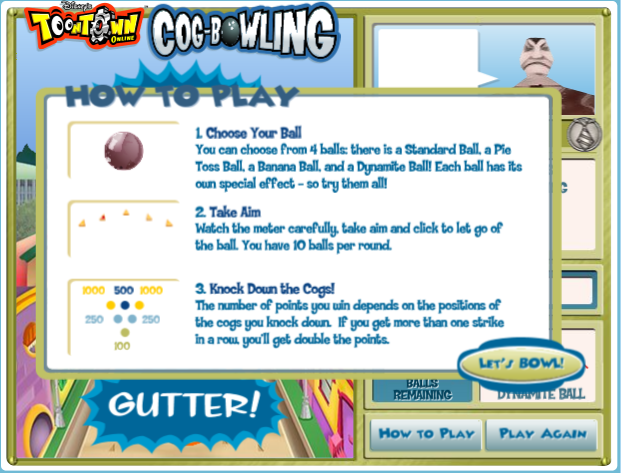 Disney's
TOONTOWN
ONLINE
COG-BOWLING
HOW TO PLAY
1. Choose Your Ball
You can choose from 4 balls: there is a Standard Ball, a Pie
Toss Ball, a Banana Ball, and a Dynamite Ball! Each ball has its
own special effect - so try them all!
2. Take Aim
Watch the meter carefully, take aim and click to let go of
the ball. You have 10 balls per round.
3. Knock Down the Cogs!
1000 500 1000
250 250
100
The number of points you win depends on the positions of
the cogs you knock down. If you get more than one strike
in a row, you'll get double the points.
LET'S BOWL!
BALLS
REMAINING
DYNAMITE BALL
GUTTER!
HOW TO PLAY
PLAY AGAIN